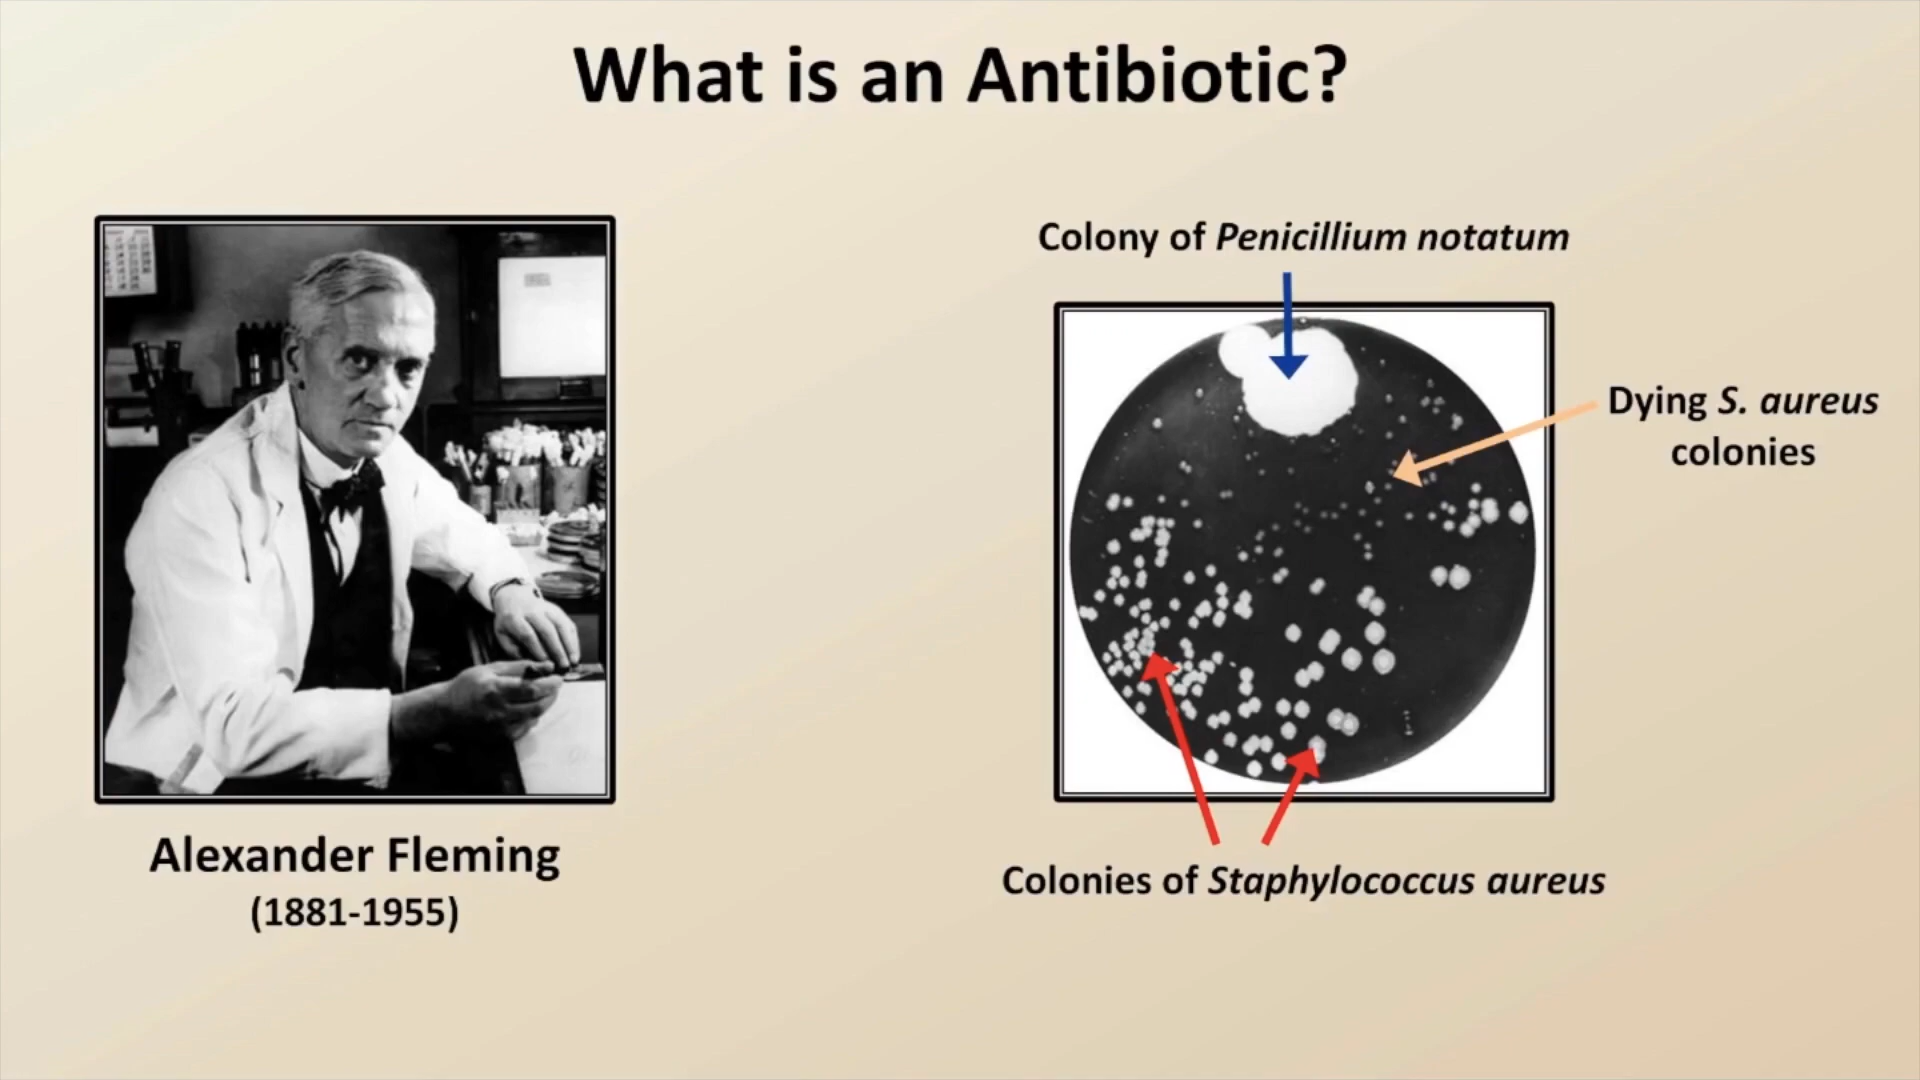 What is an Antibiotic?
Colony of Penicillium notatum
Dying S. aureus
colonies
Alexander Fleming
(1881-1955)
Colonies of Staphylococcus aureus